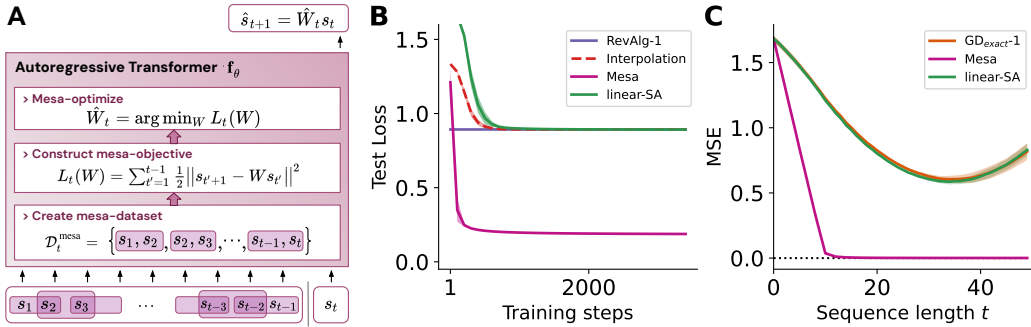 A
ŝ_{t+1} = Ŵ_t s_t
Autoregressive Transformer f_θ
> Mesa-optimize
Ŵ_t = arg min_W L_t(W)
> Construct mesa-objective
L_t(W) = ∑_{t'=1}^{t−1} 1/2 ||s_{t'+1} − W s_{t'}||^2
> Create mesa-dataset
D_t^{mesa} = {s_1, s_2, s_2, s_3, ⋯, s_{t−1}, s_t}
s_1 s_2 s_3 ⋯ s_{t−3} s_{t−2} s_{t−1} s_t
B
Test Loss
1.5
1.0
0.5
0.0
RevAlg-1
Interpolation
Mesa
linear-SA
1 2000
Training steps
C
MSE
1.5
1.0
0.5
0.0
GD_{exact}-1
Mesa
linear-SA
0 20 40
Sequence length t